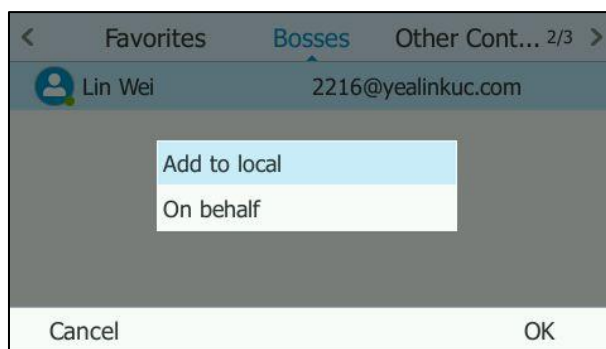 < Favorites Bosses Other Cont... 2/3 >
Lin Wei 2216@yealinkuc.com
Add to local
On behalf
Cancel OK